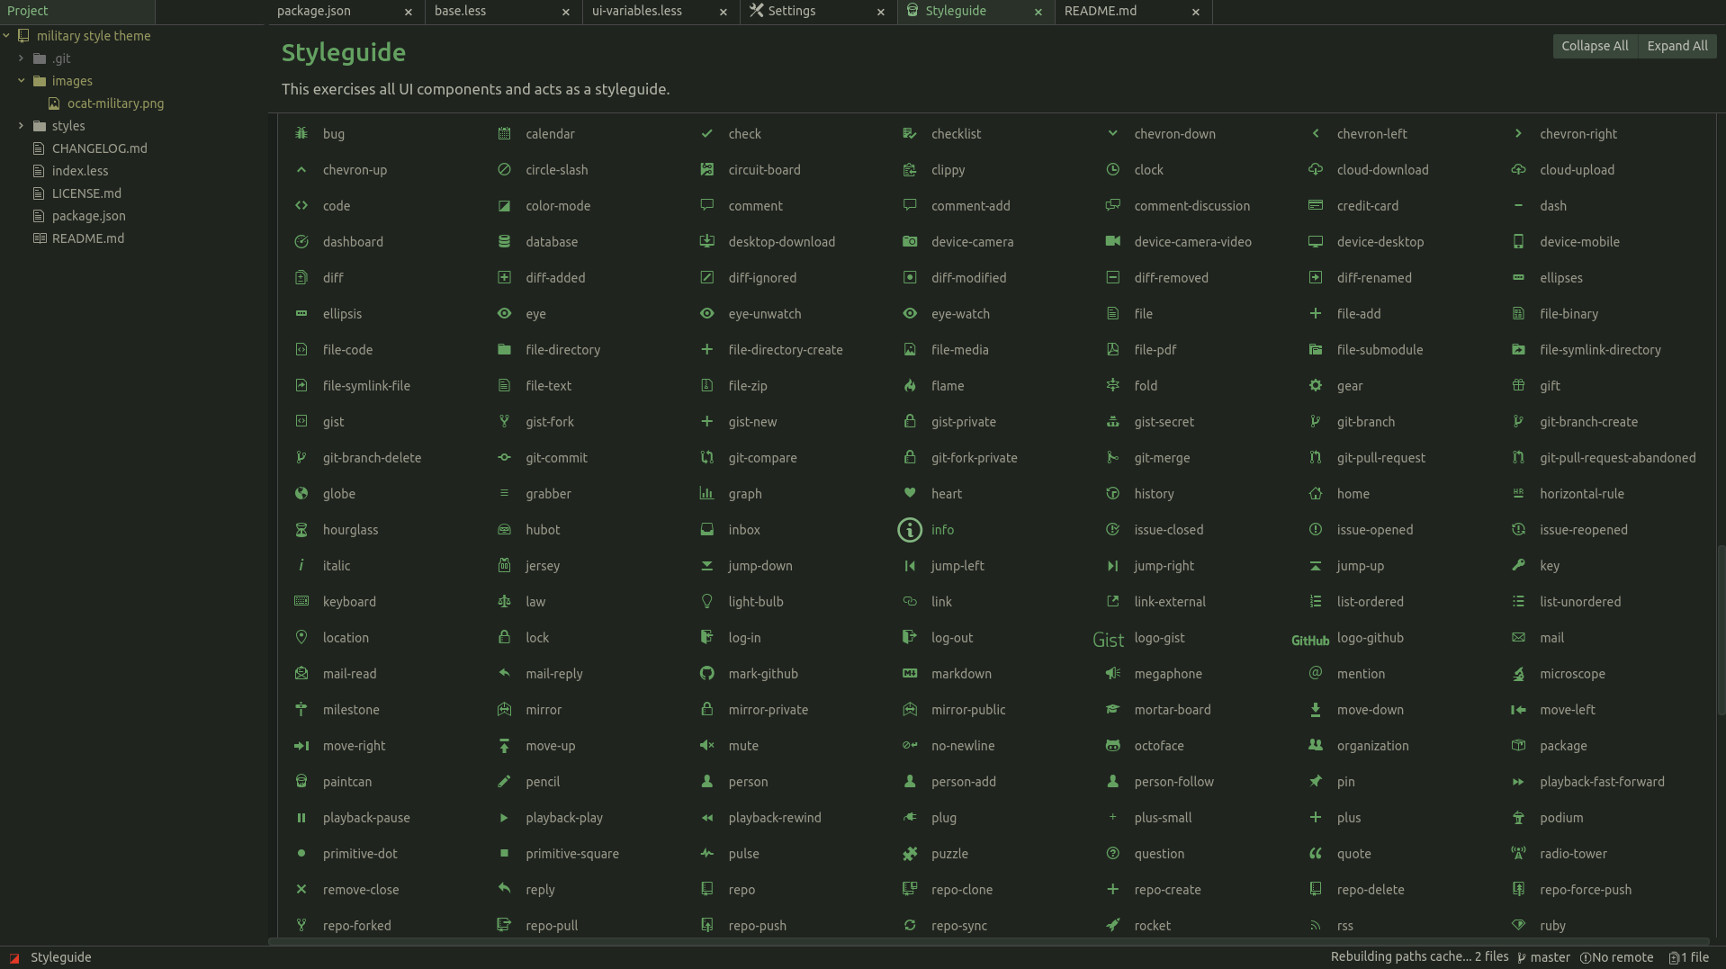 Project
package.json
base.less
ui-variables.less
Settings
Styleguide
README.md
military style theme
.git
images
ocat-military.png
styles
CHANGELOG.md
index.less
LICENSE.md
package.json
README.md
Styleguide
Collapse All Expand All
This exercises all UI components and acts as a styleguide.
bug calendar check checklist chevron-down chevron-left chevron-right
chevron-up circle-slash circuit-board clippy clock cloud-download cloud-upload
code color-mode comment comment-add comment-discussion credit-card dash
dashboard database desktop-download device-camera device-camera-video device-desktop device-mobile
diff diff-added diff-ignored diff-modified diff-removed diff-renamed ellipses
ellipsis eye eye-unwatch eye-watch file file-add file-binary
file-code file-directory file-directory-create file-media file-pdf file-submodule file-symlink-directory
file-symlink-file file-text file-zip flame fold gear gift
gist gist-fork gist-new gist-private gist-secret git-branch git-branch-create
git-branch-delete git-commit git-compare git-fork-private git-merge git-pull-request git-pull-request-abandoned
globe grabber graph heart history home horizontal-rule
hourglass hubot inbox info issue-closed issue-opened issue-reopened
italic jersey jump-down jump-left jump-right jump-up key
keyboard law light-bulb link link-external list-ordered list-unordered
location lock log-in log-out Gist logo-gist GitHub logo-github mail
mail-read mail-reply mark-github markdown megaphone mention microscope
milestone mirror mirror-private mirror-public mortar-board move-down move-left
move-right move-up mute no-newline octoface organization package
paintcan pencil person person-add person-follow pin playback-fast-forward
playback-pause playback-play playback-rewind plug plus-small plus podium
primitive-dot primitive-square pulse puzzle question quote radio-tower
remove-close reply repo repo-clone repo-create repo-delete repo-force-push
repo-forked repo-pull repo-push repo-sync rocket rss ruby
Styleguide
Rebuilding paths cache... 2 files master No remote 1 file